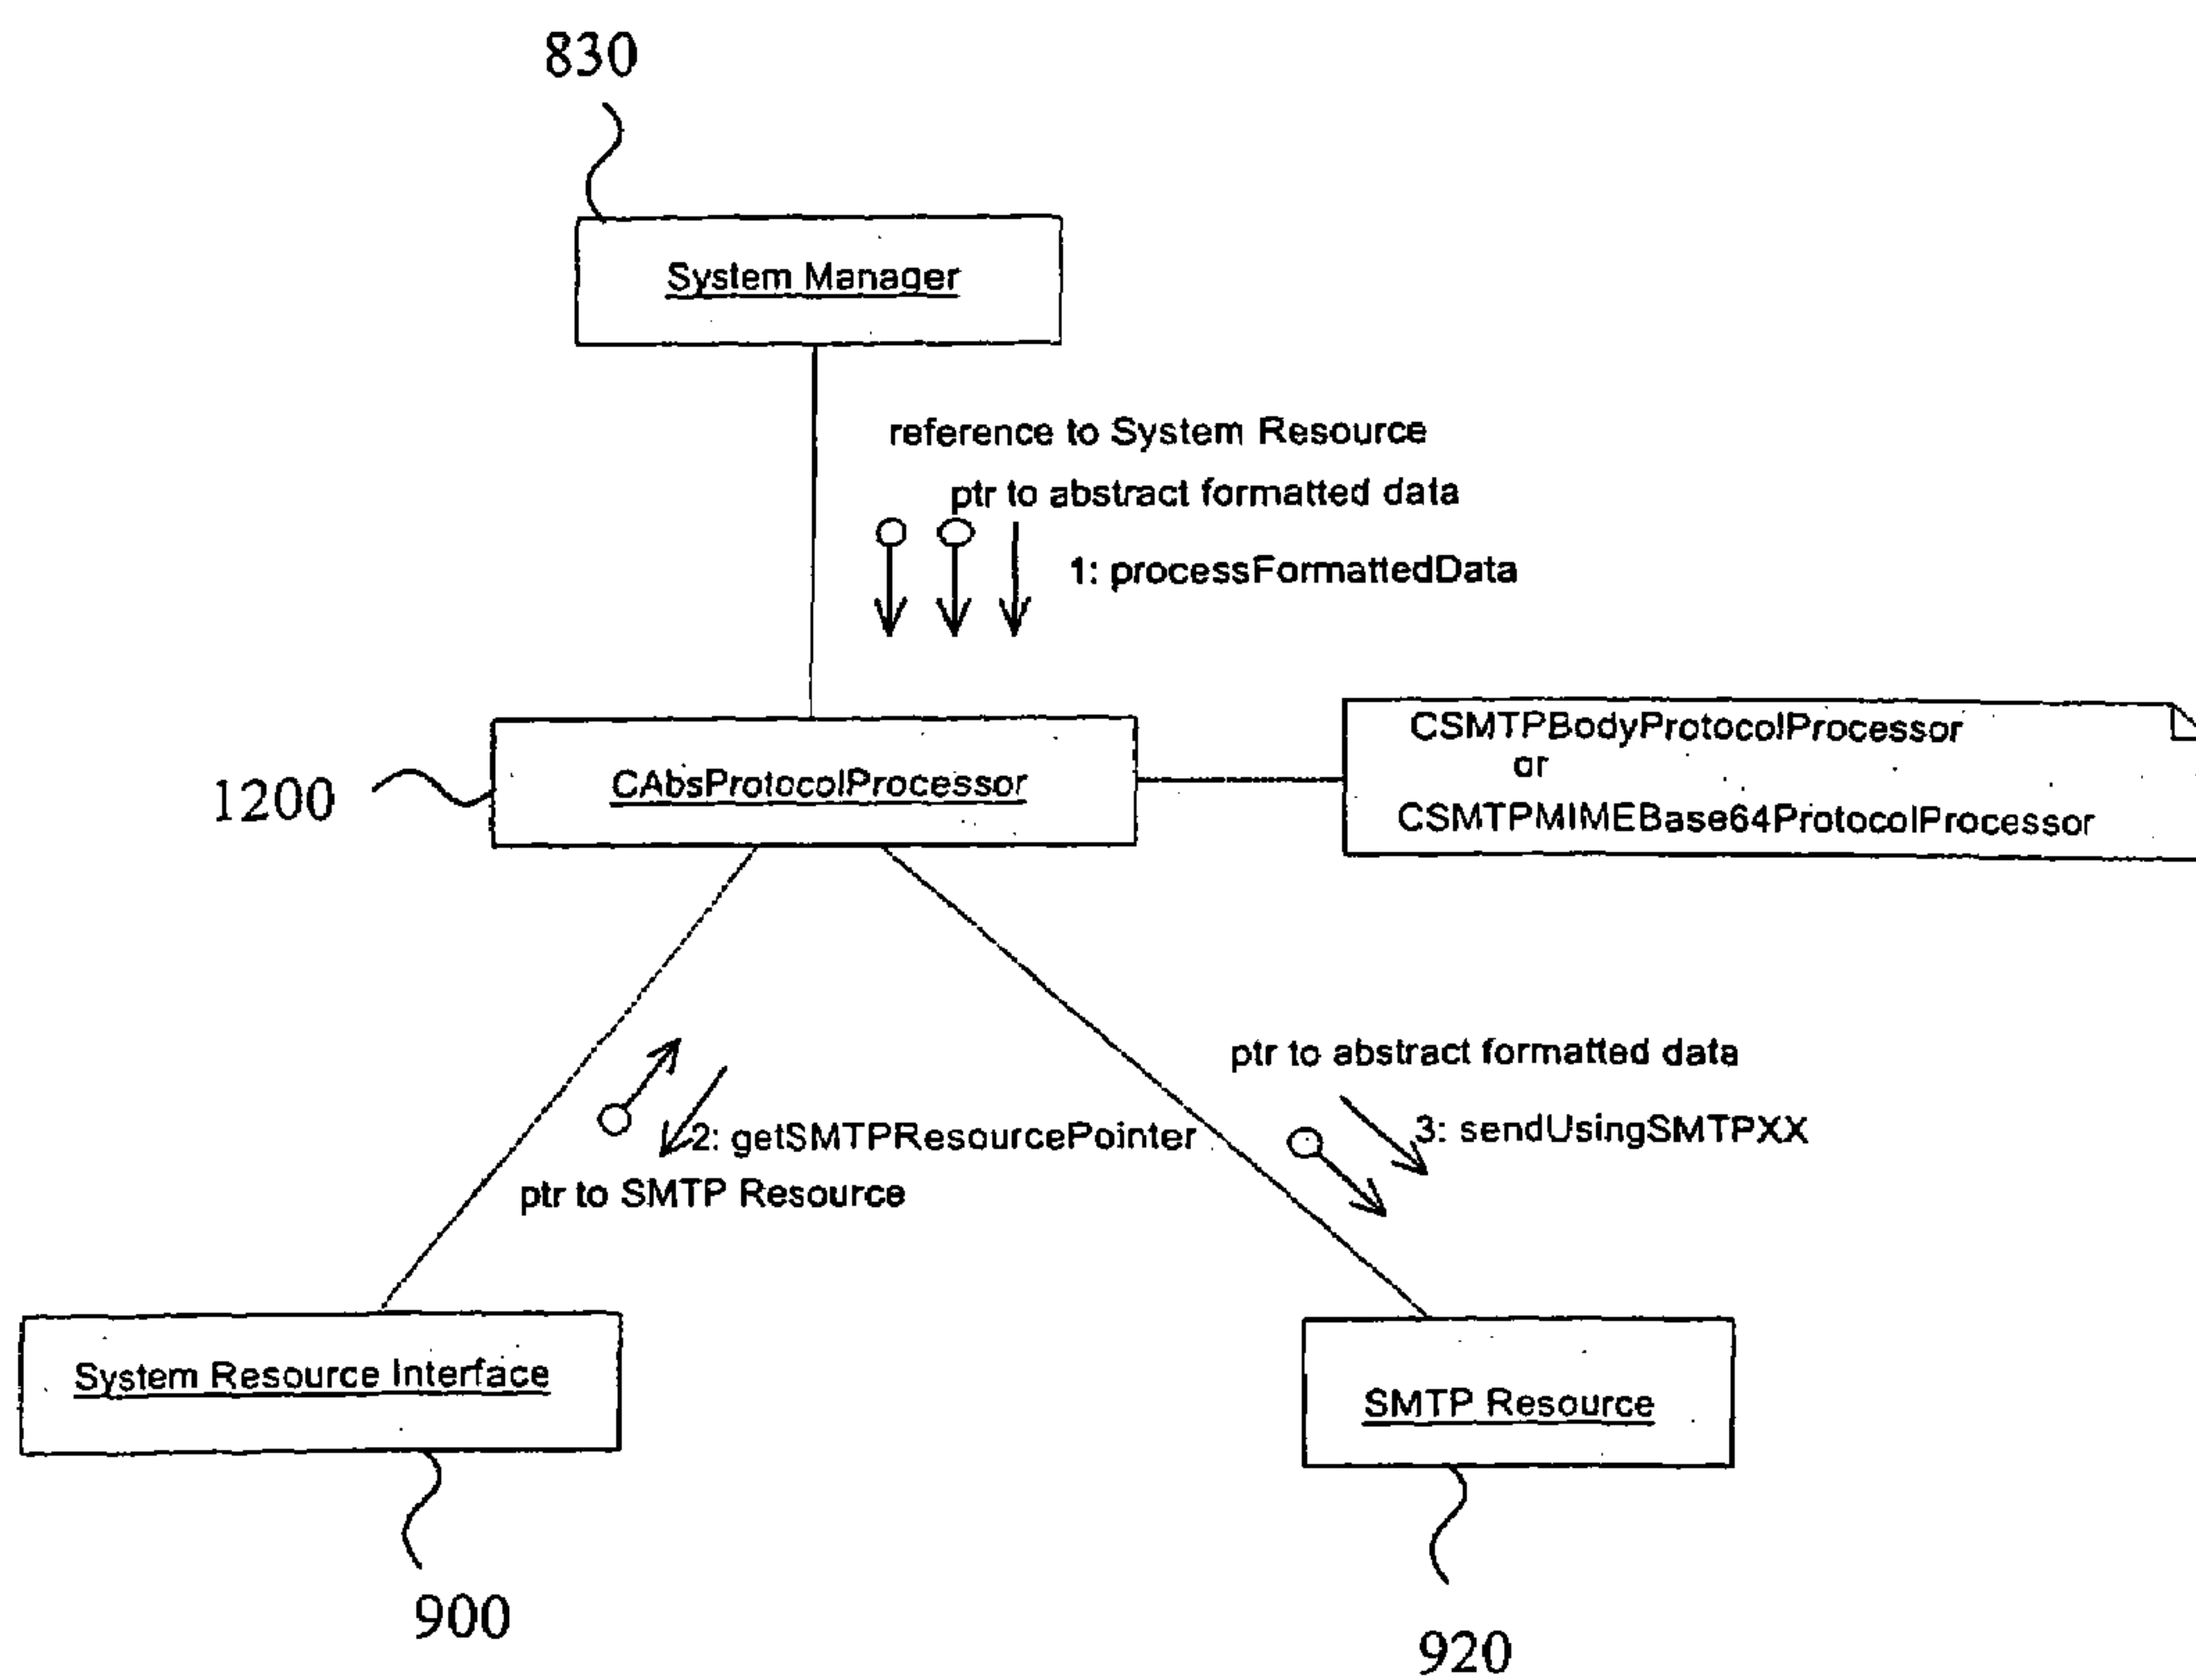 830
System Manager
reference to System Resource
ptr to abstract formatted data
1: processFormattedData
CSMTPBodyProtocolProcessor
or
CSMTPMIMEBase64ProtocolProcessor
CAbsProtocolProcessor
1200
ptr to abstract formatted data
3: sendUsingSMTPXX
2: getSMTPResourcePointer
ptr to SMTP Resource
System Resource Interface
SMTP Resource
900
920